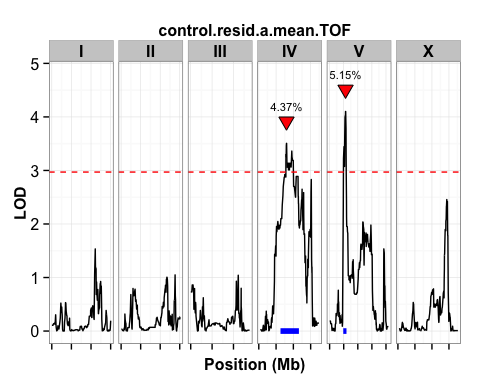 control.resid.a.mean.TOF
I II III IV V X
5.15%
4.37%
5
4
3
2
1
0
LOD
Position (Mb)